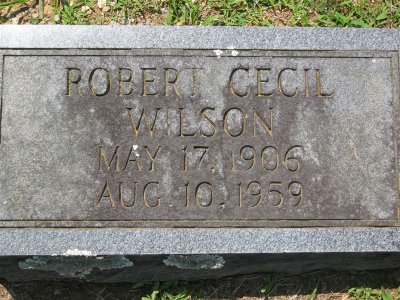 ROBERT CECIL
WILSON
MAY 17, 1906
AUG. 10, 1959